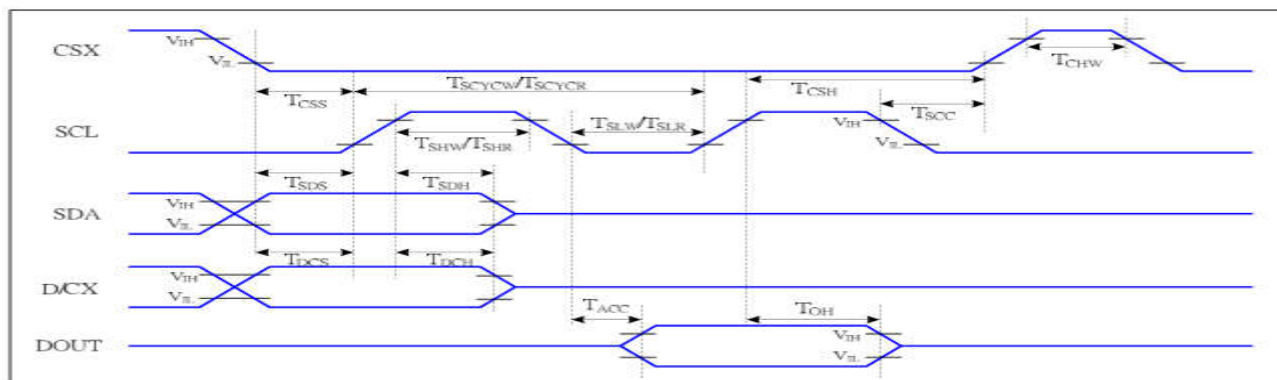 CSX
VIH
VIL
TCHW
TSCYCW/TSCYCR
TCSS
TCSH
TSCC
SCL
TSHW/TSHR
TSLW/TSLR
VIH
VIL
TSDS
TSDH
SDA
VIH
VIL
TDCS
TDCH
D/CX
VIH
VIL
TACC
TOH
DOUT
VIH
VIL